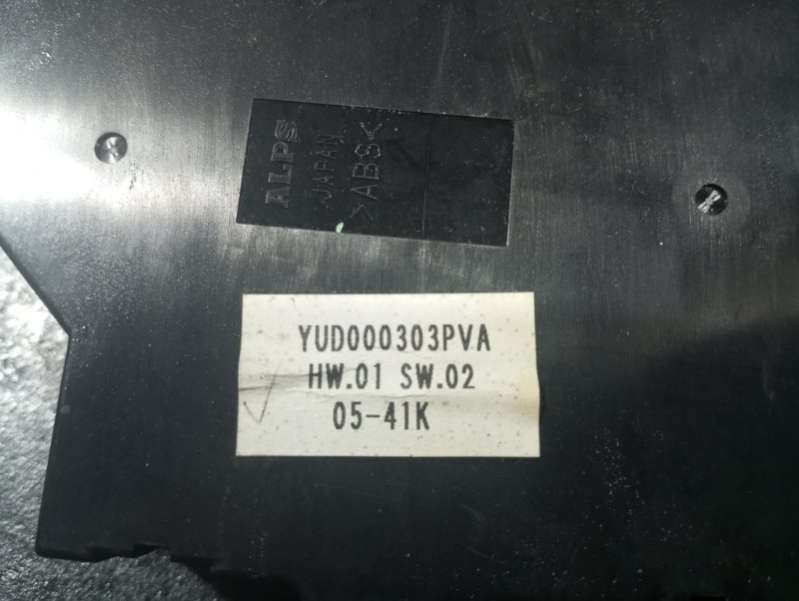 ALPS
JAPAN
>ABS<
YUD000303PVA
HW.01 SW.02
05-41K